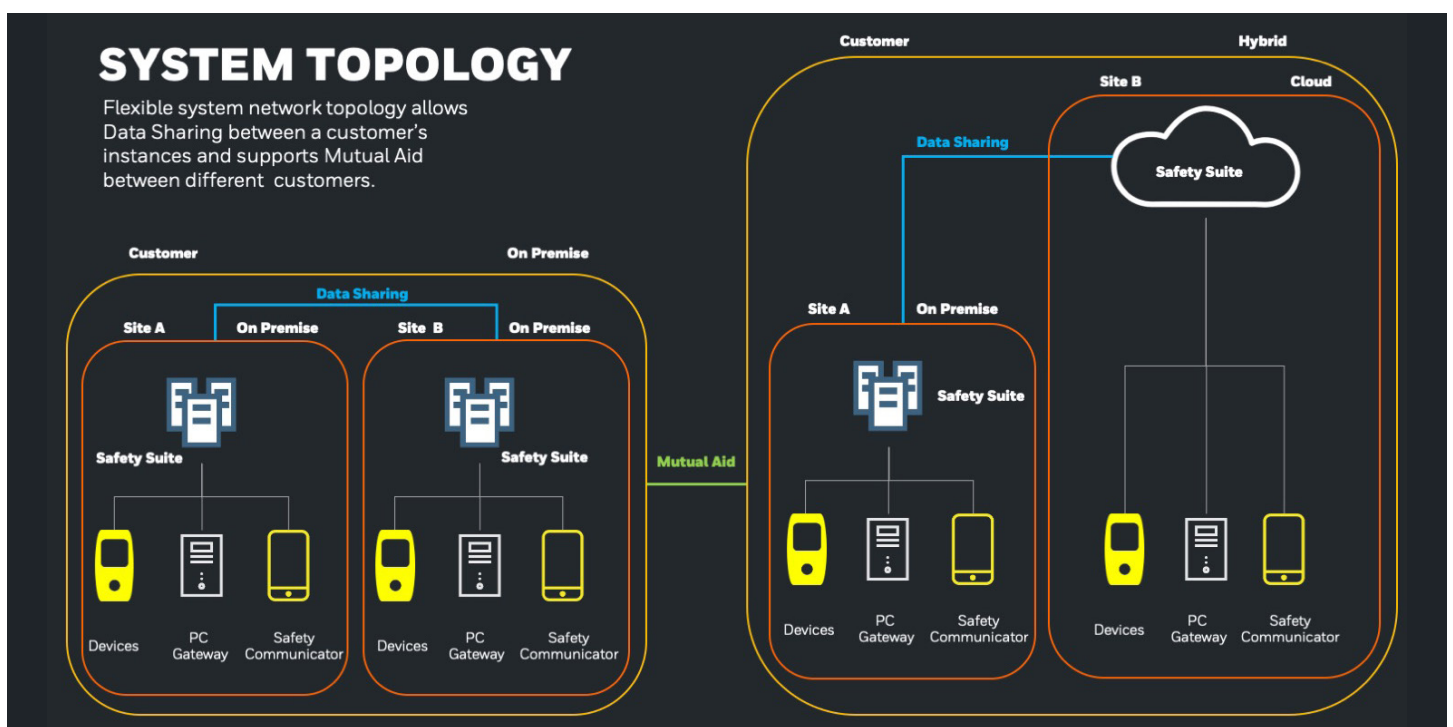 SYSTEM TOPOLOGY
Flexible system network topology allows
Data Sharing between a customer's
instances and supports Mutual Aid
between different customers.
Customer
On Premise
Data Sharing
Site A
On Premise
Site B
On Premise
Safety Suite
Safety Suite
Devices
PC
Gateway
Safety
Communicator
Devices
PC
Gateway
Safety
Communicator
Mutual Aid
Customer
Hybrid
Site B
Cloud
Data Sharing
Safety Suite
Site A
On Premise
Safety Suite
Devices
PC
Gateway
Safety
Communicator
Devices
PC
Gateway
Safety
Communicator